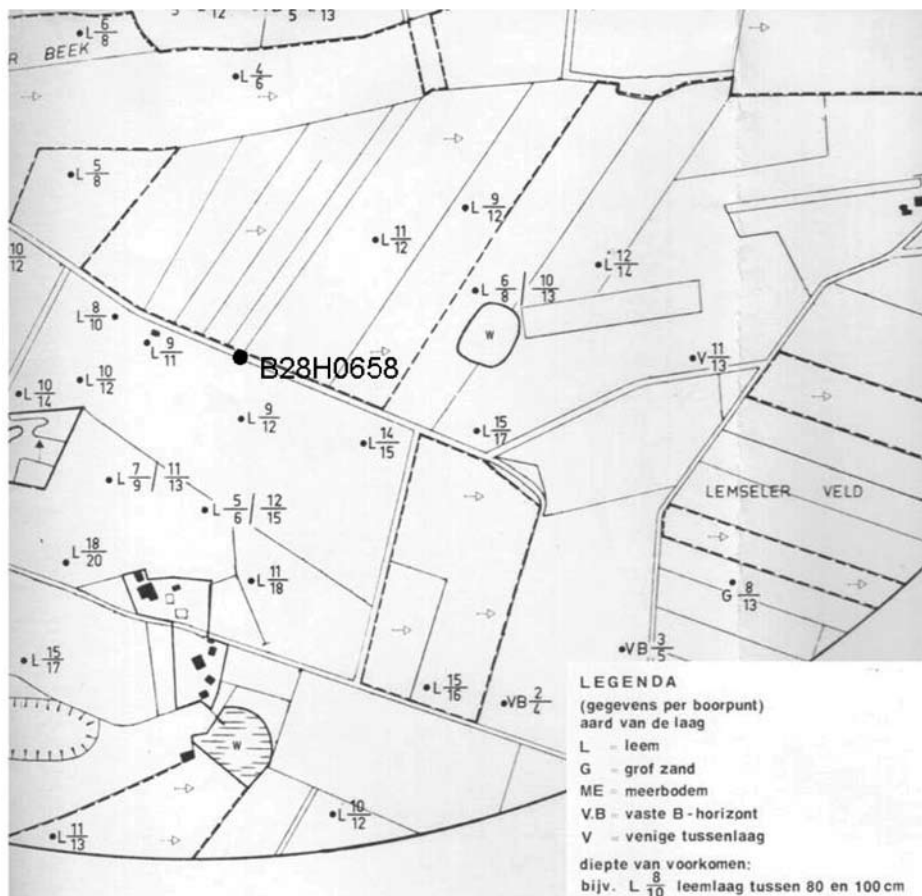 L 6/8
5 12
5 13
R BEEK
L 4/6
L 5/8
L 9/12
L 11/12
10/12
L 12/14
L 6/8 / 10/13
L 8/10
W
L 9/11
B28H0658
V 11/13
L 10/12
L 10/14
L 9/12
L 14/15
L 15/17
L 7/9 / 11/13
LEMSELER VELD
L 5/6 / 12/15
L 18/20
L 11/18
G 8/13
VB 3/5
L 15/17
L 15/16
VB 2/4
W
L 10/12
L 11/13
LEGENDA
(gegevens per boorpunt)
aard van de laag
L = leem
G = grof zand
ME = meerbodem
V.B = vaste B-horizont
V = venige tussenlaag
diepte van voorkomen:
bijv. L 8/10 leemlaag tussen 80 en 100 cm